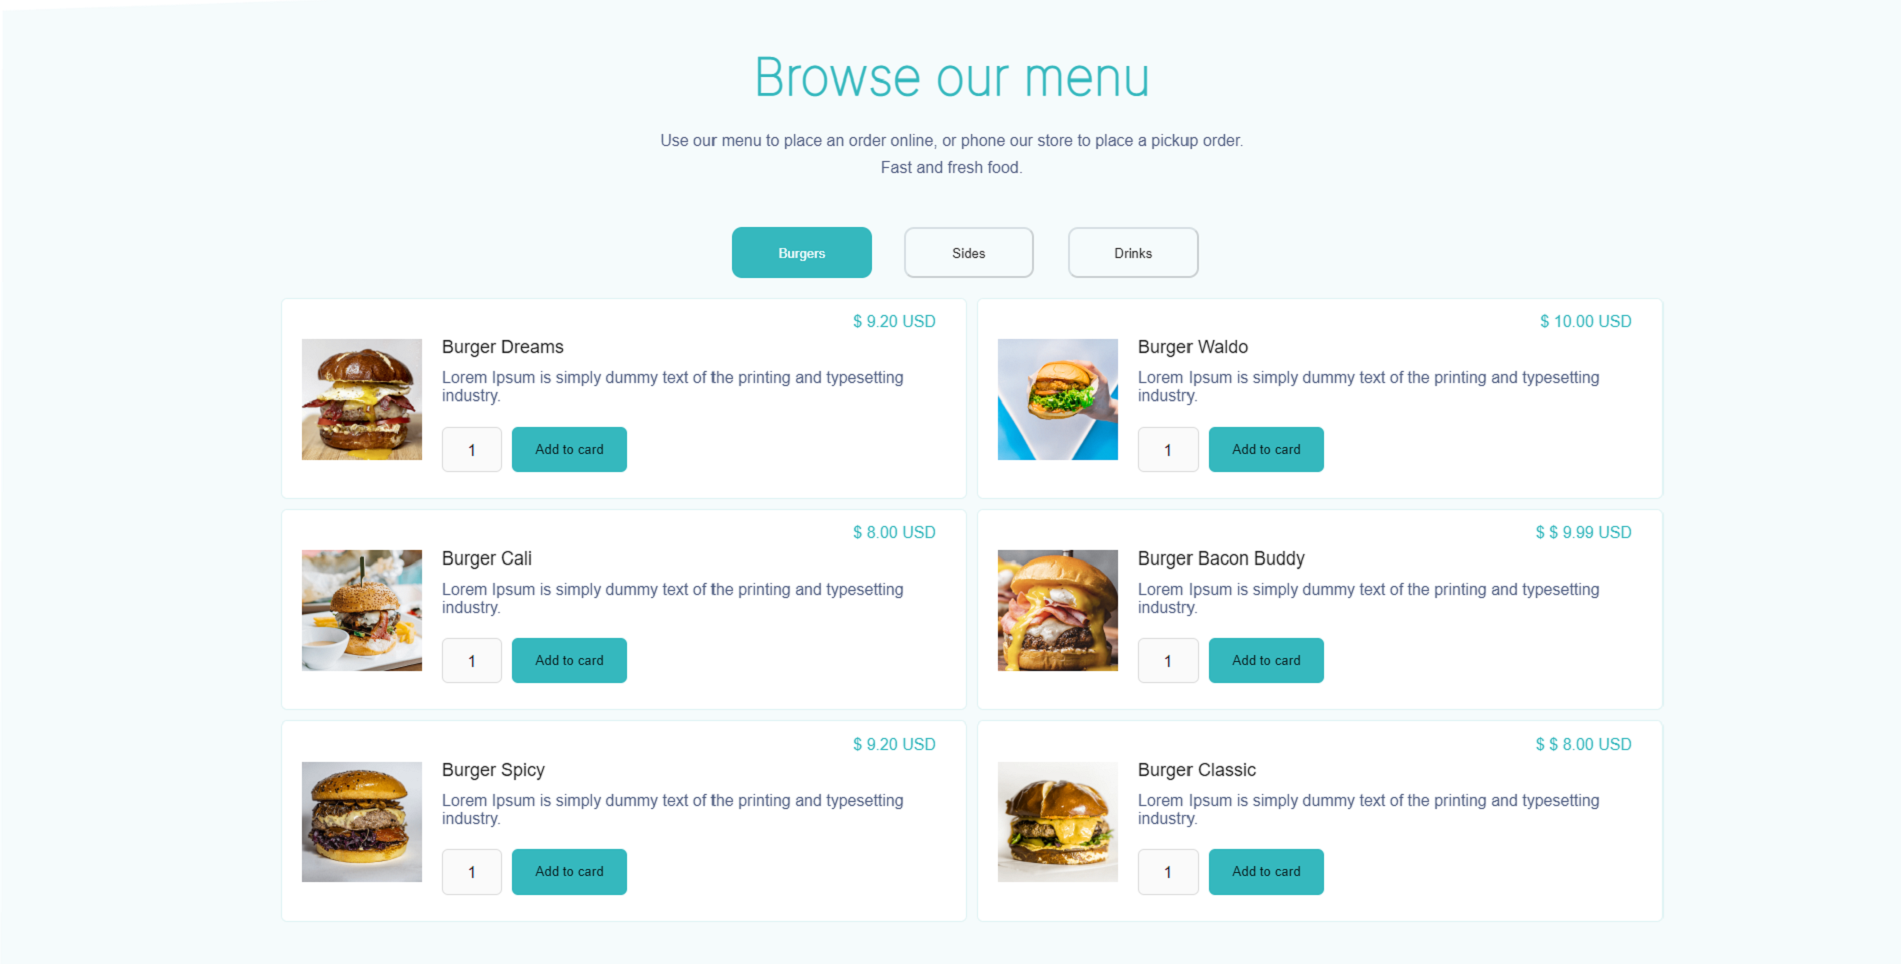 Browse our menu
Use our menu to place an order online, or phone our store to place a pickup order.
Fast and fresh food.
Burgers
Sides
Drinks
$ 9.20 USD
Burger Dreams
Lorem Ipsum is simply dummy text of the printing and typesetting
industry.
1
Add to card
$ 10.00 USD
Burger Waldo
Lorem Ipsum is simply dummy text of the printing and typesetting
industry.
1
Add to card
$ 8.00 USD
Burger Cali
Lorem Ipsum is simply dummy text of the printing and typesetting
industry.
1
Add to card
$ $ 9.99 USD
Burger Bacon Buddy
Lorem Ipsum is simply dummy text of the printing and typesetting
industry.
1
Add to card
$ 9.20 USD
Burger Spicy
Lorem Ipsum is simply dummy text of the printing and typesetting
industry.
1
Add to card
$ $ 8.00 USD
Burger Classic
Lorem Ipsum is simply dummy text of the printing and typesetting
industry.
1
Add to card